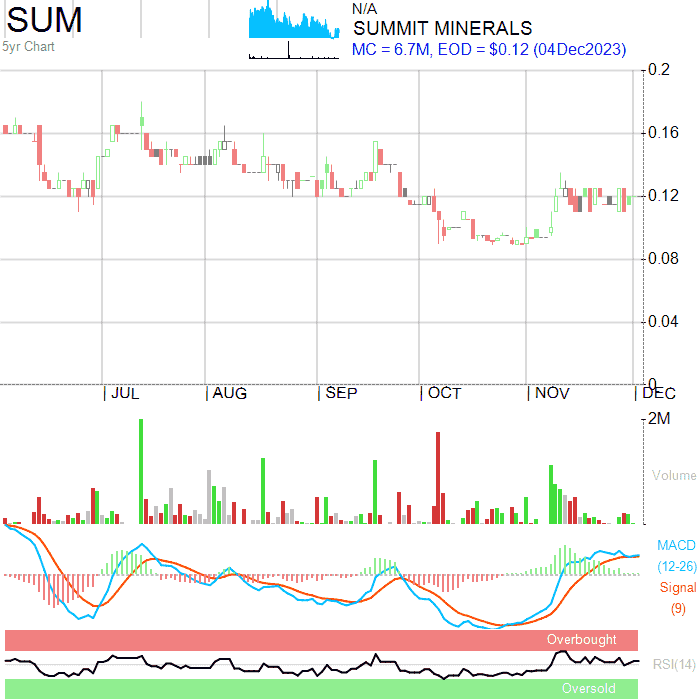 SUM
N/A
SUMMIT MINERALS
5yr Chart
MC = 6.7M, EOD = $0.12 (04Dec2023)
0.2
0.16
0.12
0.08
0.04
0
JUL AUG SEP OCT NOV DEC
2M
Volume
MACD
(12-26)
Signal
(9)
Overbought
RSI(14)
Oversold